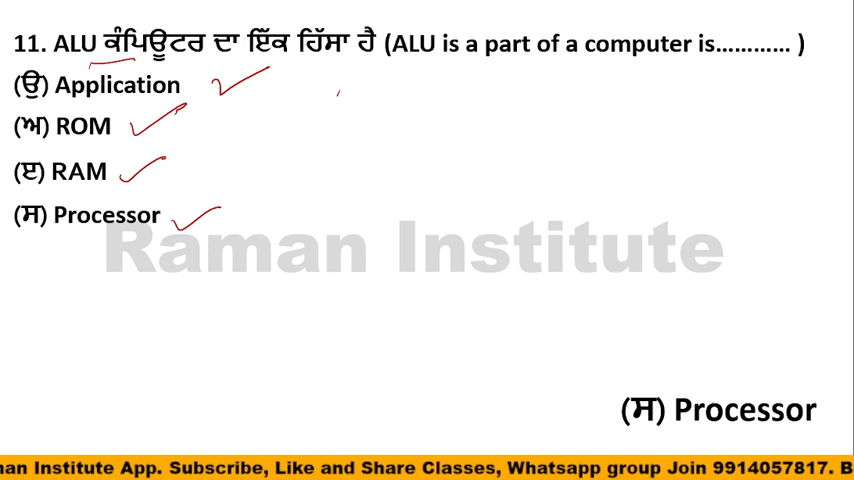 11. ALU ਕੰਪਿਊਟਰ ਦਾ ਇੱਕ ਹਿੱਸਾ ਹੈ (ALU is a part of a computer is............ )
(ੳ) Application
(ਅ) ROM
(ੲ) RAM
(ਸ) Processor
Raman Institute
(ਸ) Processor
an Institute App. Subscribe, Like and Share Classes, Whatsapp group Join 9914057817. B